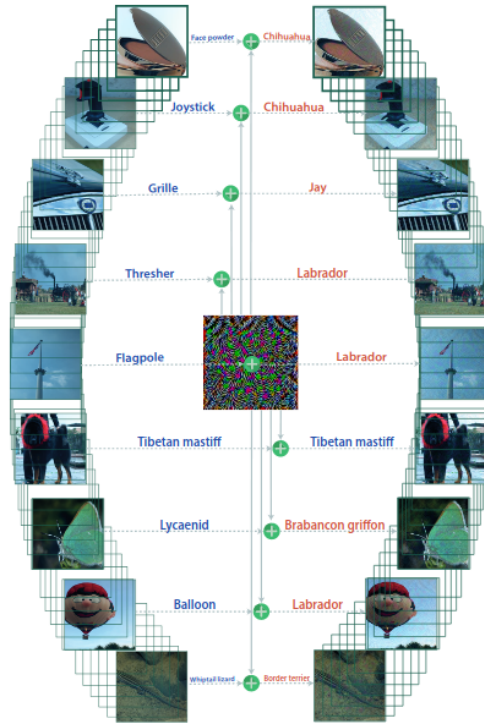 Face powder
Chihuahua
Joystick
Chihuahua
Grille
Jay
Thresher
Labrador
Flagpole
Labrador
Tibetan mastiff
Tibetan mastiff
Lycaenid
Brabancon griffon
Balloon
Labrador
Whiptail lizard
Border terrier